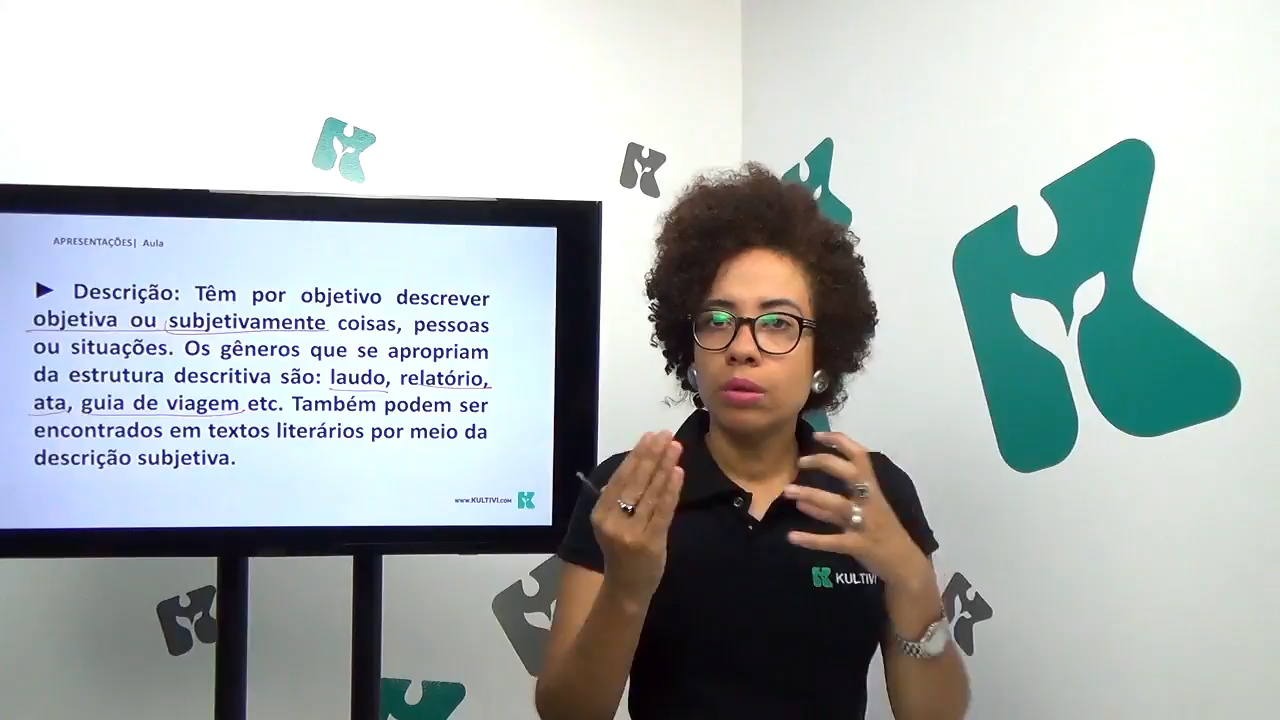 APRESENTAÇÕES| Aula
► Descrição: Têm por objetivo descrever
objetiva ou subjetivamente coisas, pessoas
ou situações. Os gêneros que se apropriam
da estrutura descritiva são: laudo, relatório,
ata, guia de viagem etc. Também podem ser
encontrados em textos literários por meio da
descrição subjetiva.
www.KULTIVI.COM
KULTIVI